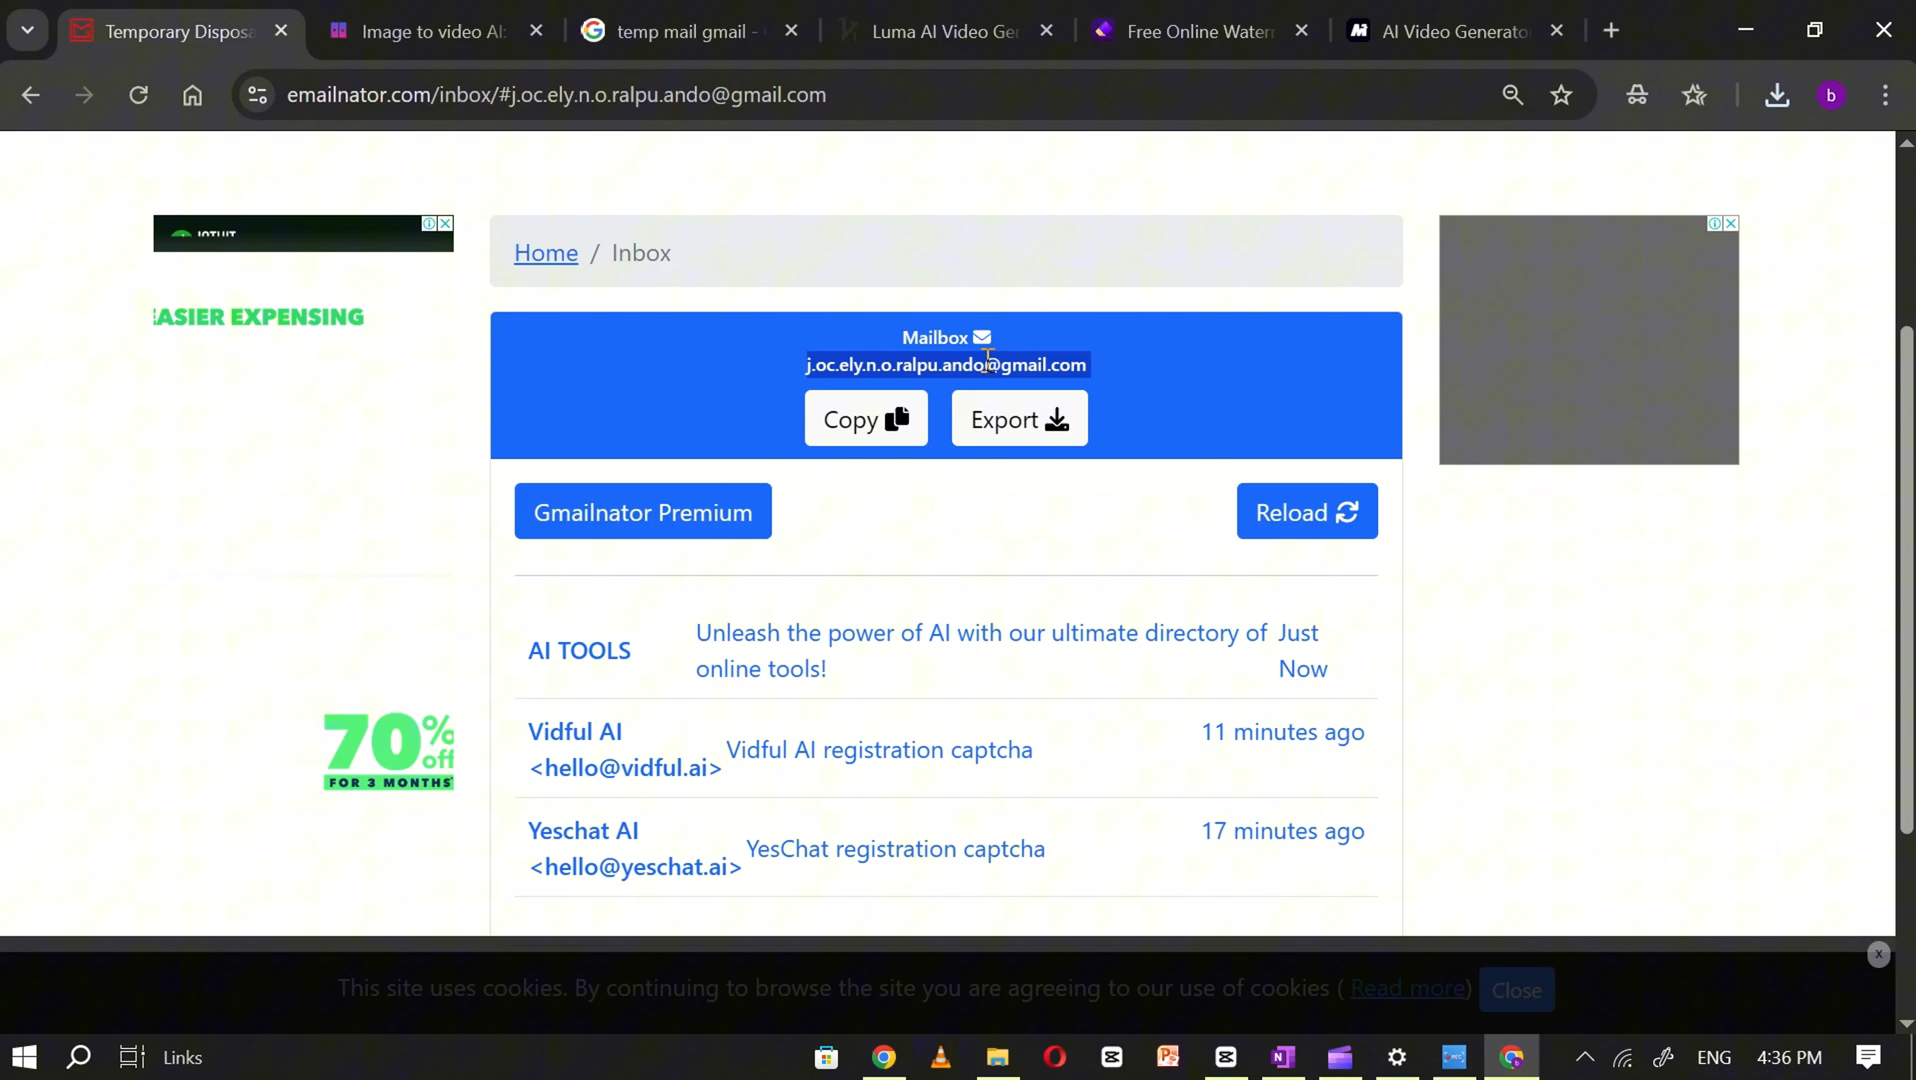 Temporary Disposa
Image to video AI:
temp mail gmail -
Luma AI Video Ge
Free Online Watern
AI Video Generato
emailnator.com/inbox/#j.oc.ely.n.o.ralpu.ando@gmail.com
b
Home / Inbox
EASIER EXPENSING
Mailbox
j.oc.ely.n.o.ralpu.ando@gmail.com
Copy
Export
Gmailnator Premium
Reload
AI TOOLS
Unleash the power of AI with our ultimate directory of
online tools!
Just
Now
Vidful AI
<hello@vidful.ai>
Vidful AI registration captcha
11 minutes ago
70%
off
FOR 3 MONTHS
Yeschat AI
<hello@yeschat.ai>
YesChat registration captcha
17 minutes ago
x
This site uses cookies. By continuing to browse the site you are agreeing to our use of cookies ( Read more)
Close
Links
ENG
4:36 PM